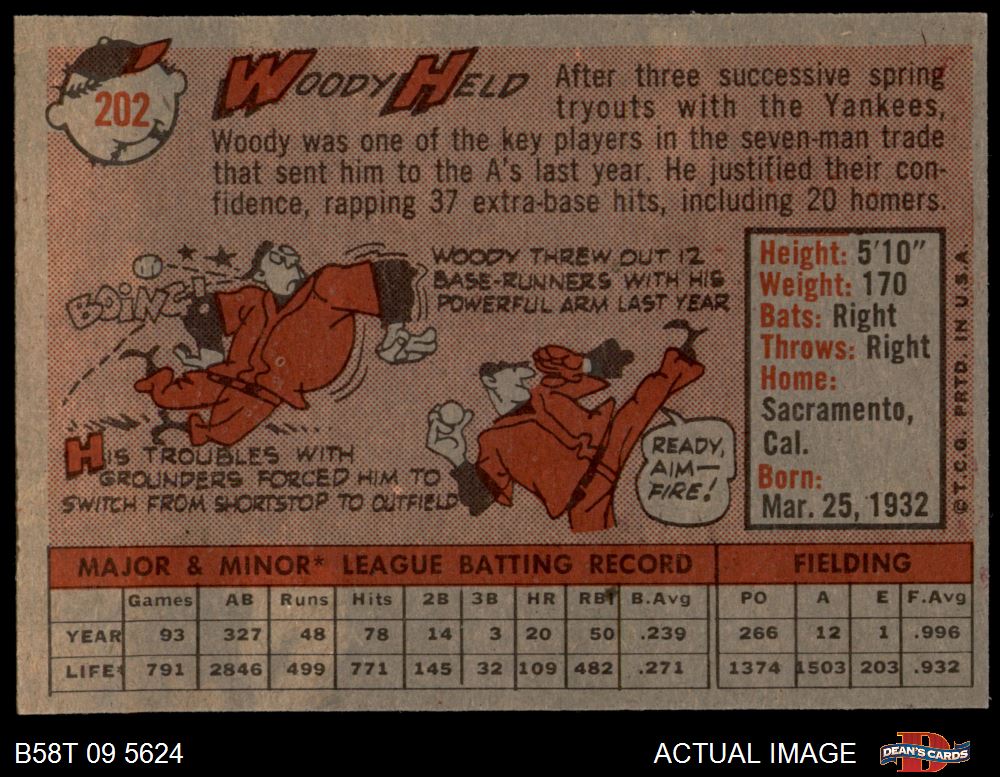 202
WOODY HELD
After three successive spring
tryouts with the Yankees,
Woody was one of the key players in the seven-man trade
that sent him to the A's last year. He justified their con-
fidence, rapping 37 extra-base hits, including 20 homers.
BOING!
WOODY THREW OUT 12
BASE-RUNNERS WITH HIS
POWERFUL ARM LAST YEAR
HIS TROUBLES WITH
GROUNDERS FORCED HIM TO
SWITCH FROM SHORTSTOP TO OUTFIELD
READY,
AIM—
FIRE!
Height: 5'10"
Weight: 170
Bats: Right
Throws: Right
Home:
Sacramento,
Cal.
Born:
Mar. 25, 1932
© T.C.G. PRTD. IN U.S.A.
MAJOR & MINOR* LEAGUE BATTING RECORD FIELDING
Games AB Runs Hits 2B 3B HR RBI B.Avg PO A E F.Avg
YEAR 93 327 48 78 14 3 20 50 .239 266 12 1 .996
LIFE* 791 2846 499 771 145 32 109 482 .271 1374 1503 203 .932
B58T 09 5624
ACTUAL IMAGE
DEAN'S CARDS